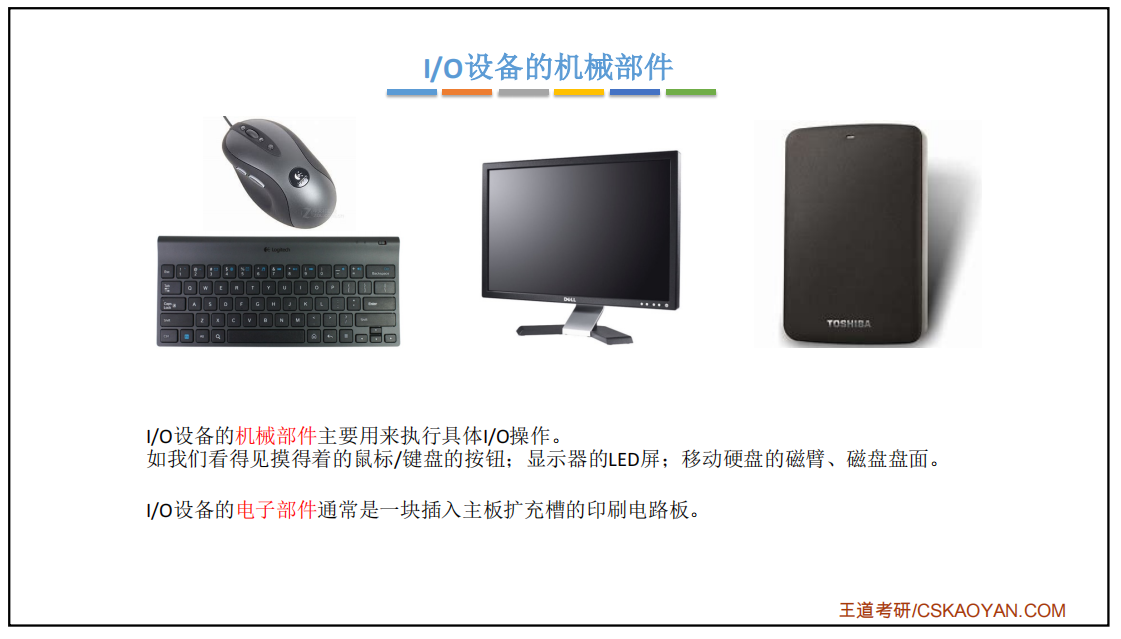 I/O设备的机械部件
DELL
TOSHIBA
I/O设备的机械部件主要用来执行具体I/O操作。
如我们看得见摸得着的鼠标/键盘的按钮；显示器的LED屏；移动硬盘的磁臂、磁盘盘面。
I/O设备的电子部件通常是一块插入主板扩充槽的印刷电路板。
王道考研/CSKAOYAN.COM